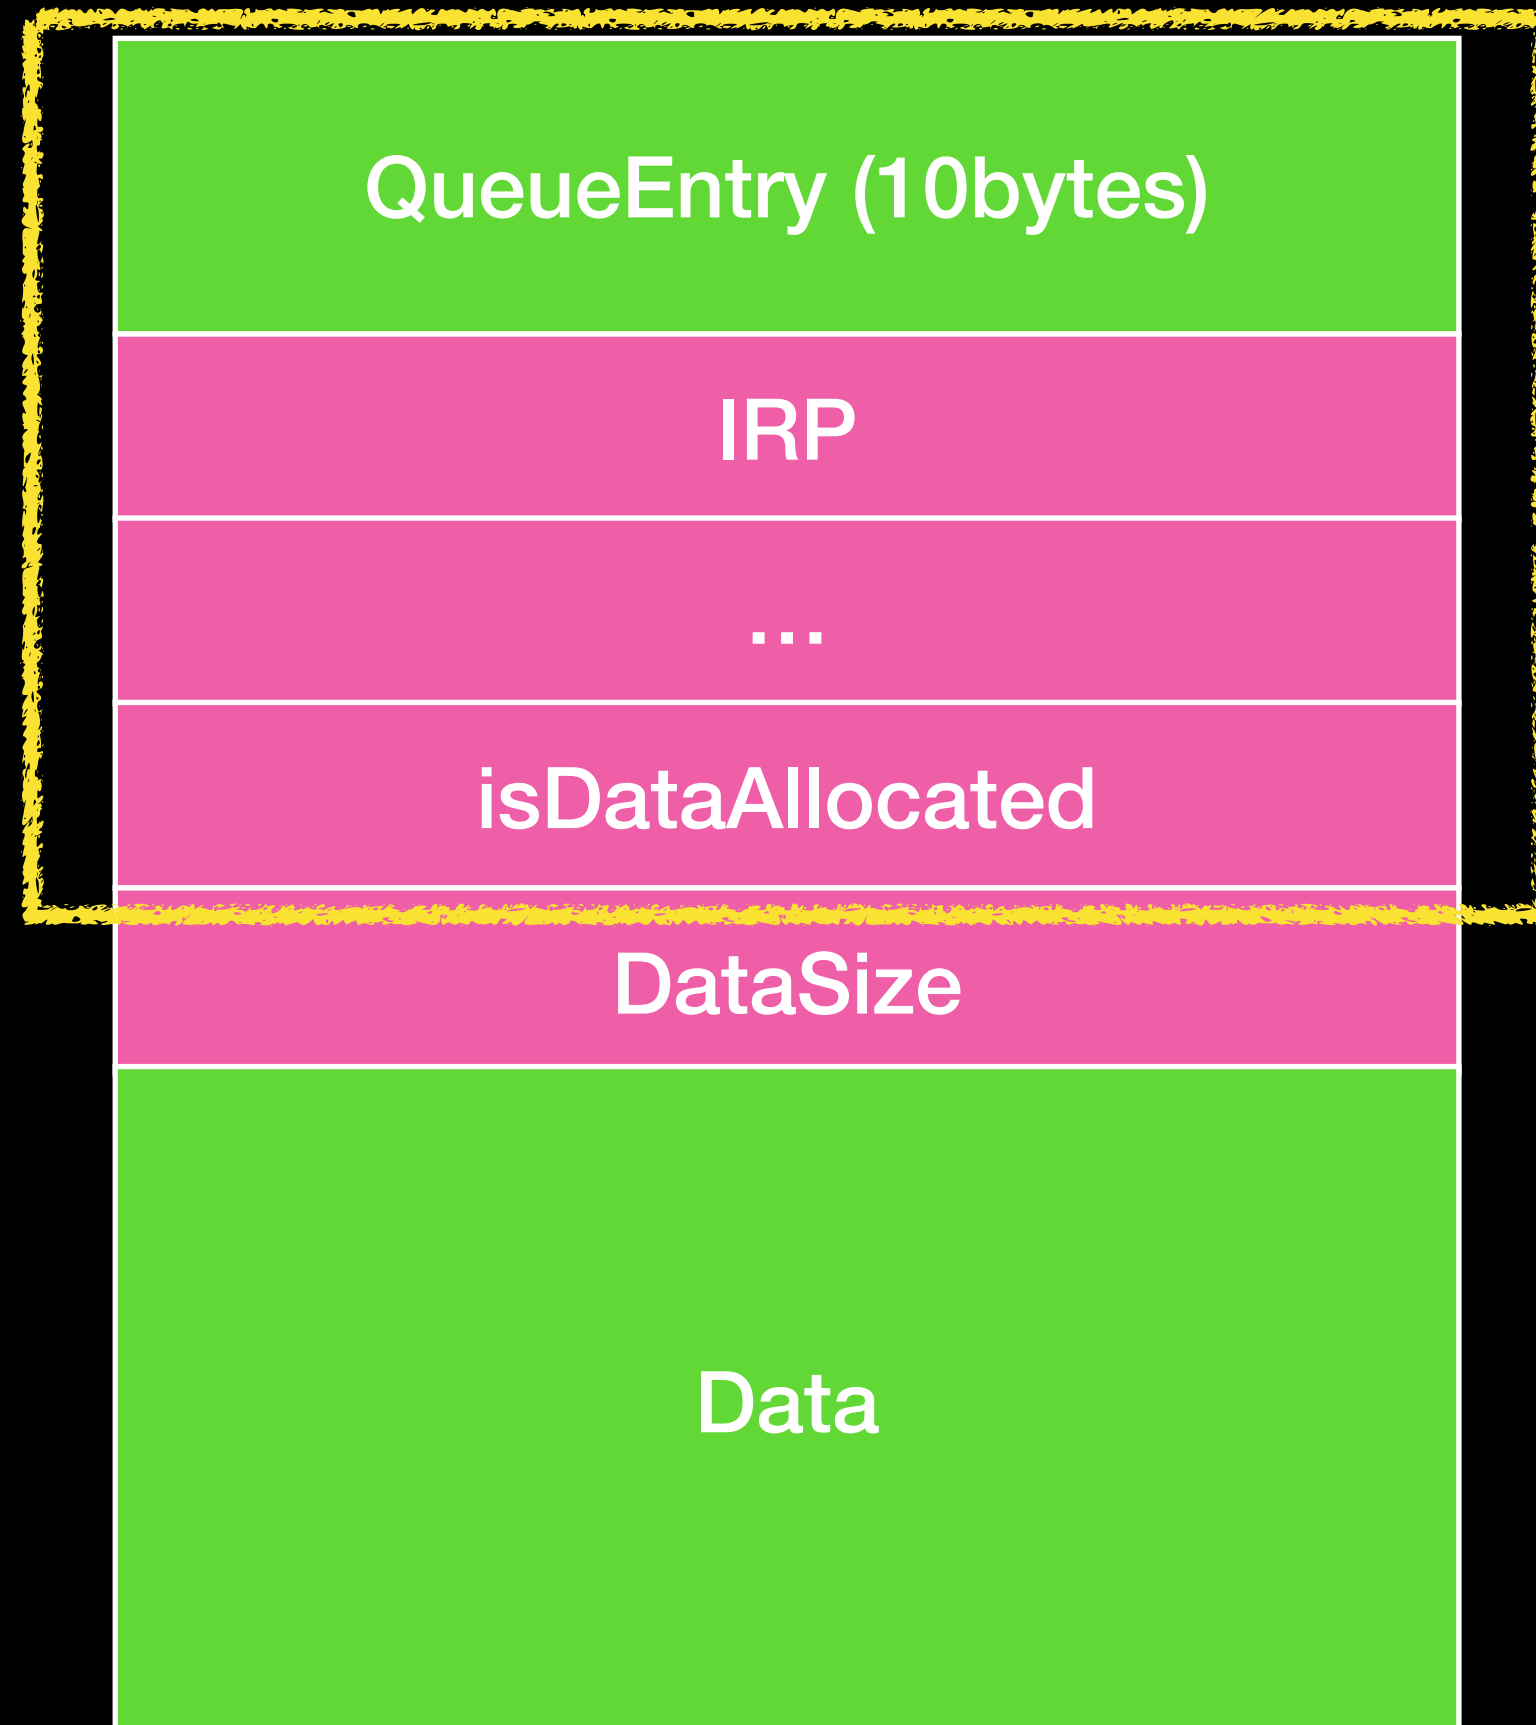 QueueEntry (10bytes)
IRP
...
isDataAllocated
DataSize
Data